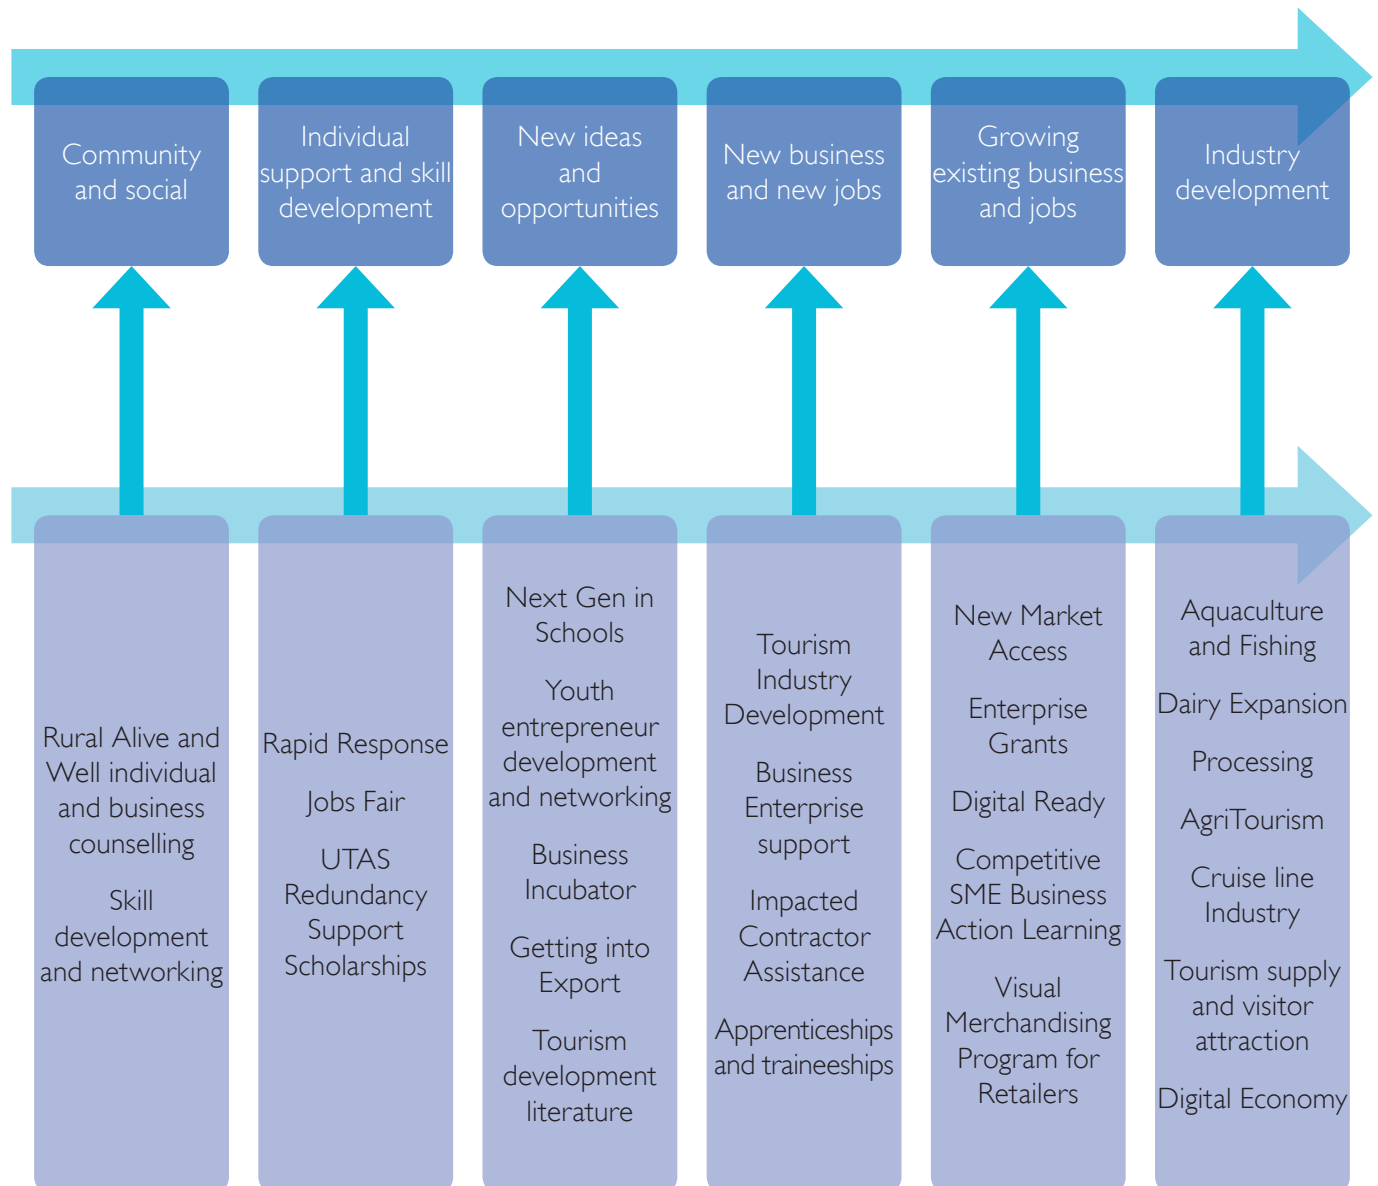 Community
and social
Individual
support and skill
development
New ideas
and
opportunities
New business
and new jobs
Growing
existing business
and jobs
Industry
development
Rural Alive and
Well individual
and business
counselling
Skill
development
and networking
Rapid Response
Jobs Fair
UTAS
Redundancy
Support
Scholarships
Next Gen in
Schools
Youth
entrepreneur
development
and networking
Business
Incubator
Getting into
Export
Tourism
development
literature
Tourism
Industry
Development
Business
Enterprise
support
Impacted
Contractor
Assistance
Apprenticeships
and traineeships
New Market
Access
Enterprise
Grants
Digital Ready
Competitive
SME Business
Action Learning
Visual
Merchandising
Program for
Retailers
Aquaculture
and Fishing
Dairy Expansion
Processing
AgriTourism
Cruise line
Industry
Tourism supply
and visitor
attraction
Digital Economy